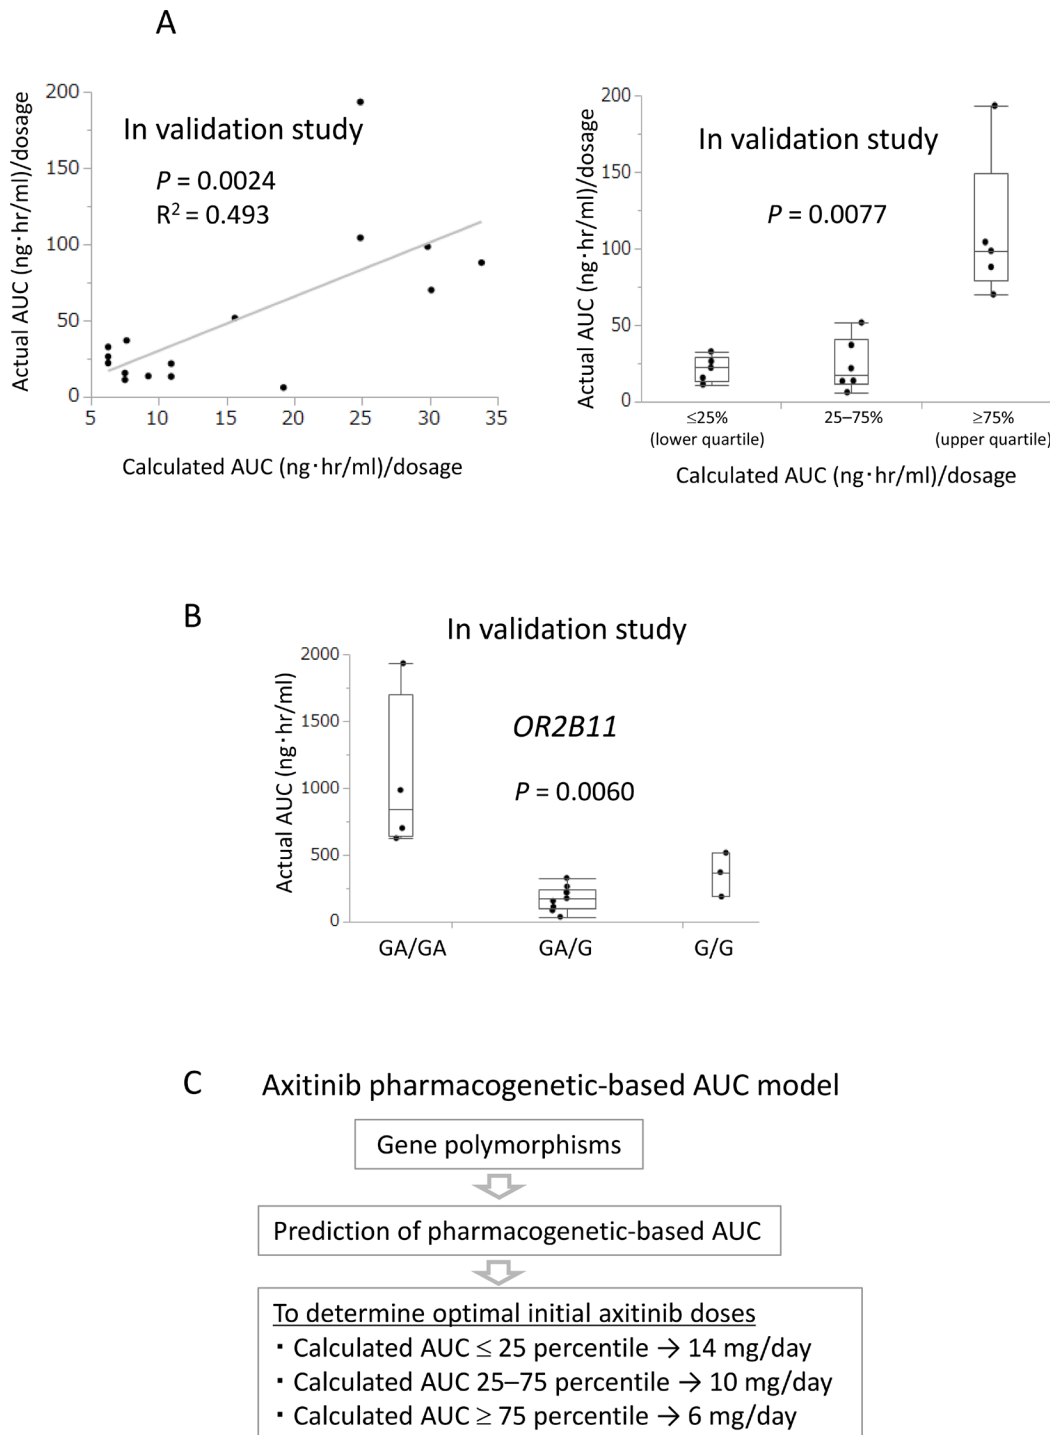 A
In validation study
P = 0.0024
R² = 0.493
Actual AUC (ng·hr/ml)/dosage
200
150
100
50
0
5 10 15 20 25 30 35
Calculated AUC (ng·hr/ml)/dosage
In validation study
P = 0.0077
Actual AUC (ng·hr/ml)/dosage
200
150
100
50
0
≤25% 25–75% ≥75%
(lower quartile) (upper quartile)
Calculated AUC (ng·hr/ml)/dosage
B
In validation study
OR2B11
P = 0.0060
Actual AUC (ng·hr/ml)
2000
1500
1000
500
0
GA/GA GA/G G/G
C Axitinib pharmacogenetic-based AUC model
Gene polymorphisms
Prediction of pharmacogenetic-based AUC
To determine optimal initial axitinib doses
・Calculated AUC ≤ 25 percentile → 14 mg/day
・Calculated AUC 25–75 percentile → 10 mg/day
・Calculated AUC ≥ 75 percentile → 6 mg/day